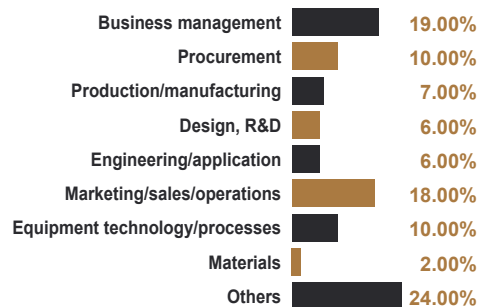 Business management 19.00%
Procurement 10.00%
Production/manufacturing 7.00%
Design, R&D 6.00%
Engineering/application 6.00%
Marketing/sales/operations 18.00%
Equipment technology/processes 10.00%
Materials 2.00%
Others 24.00%